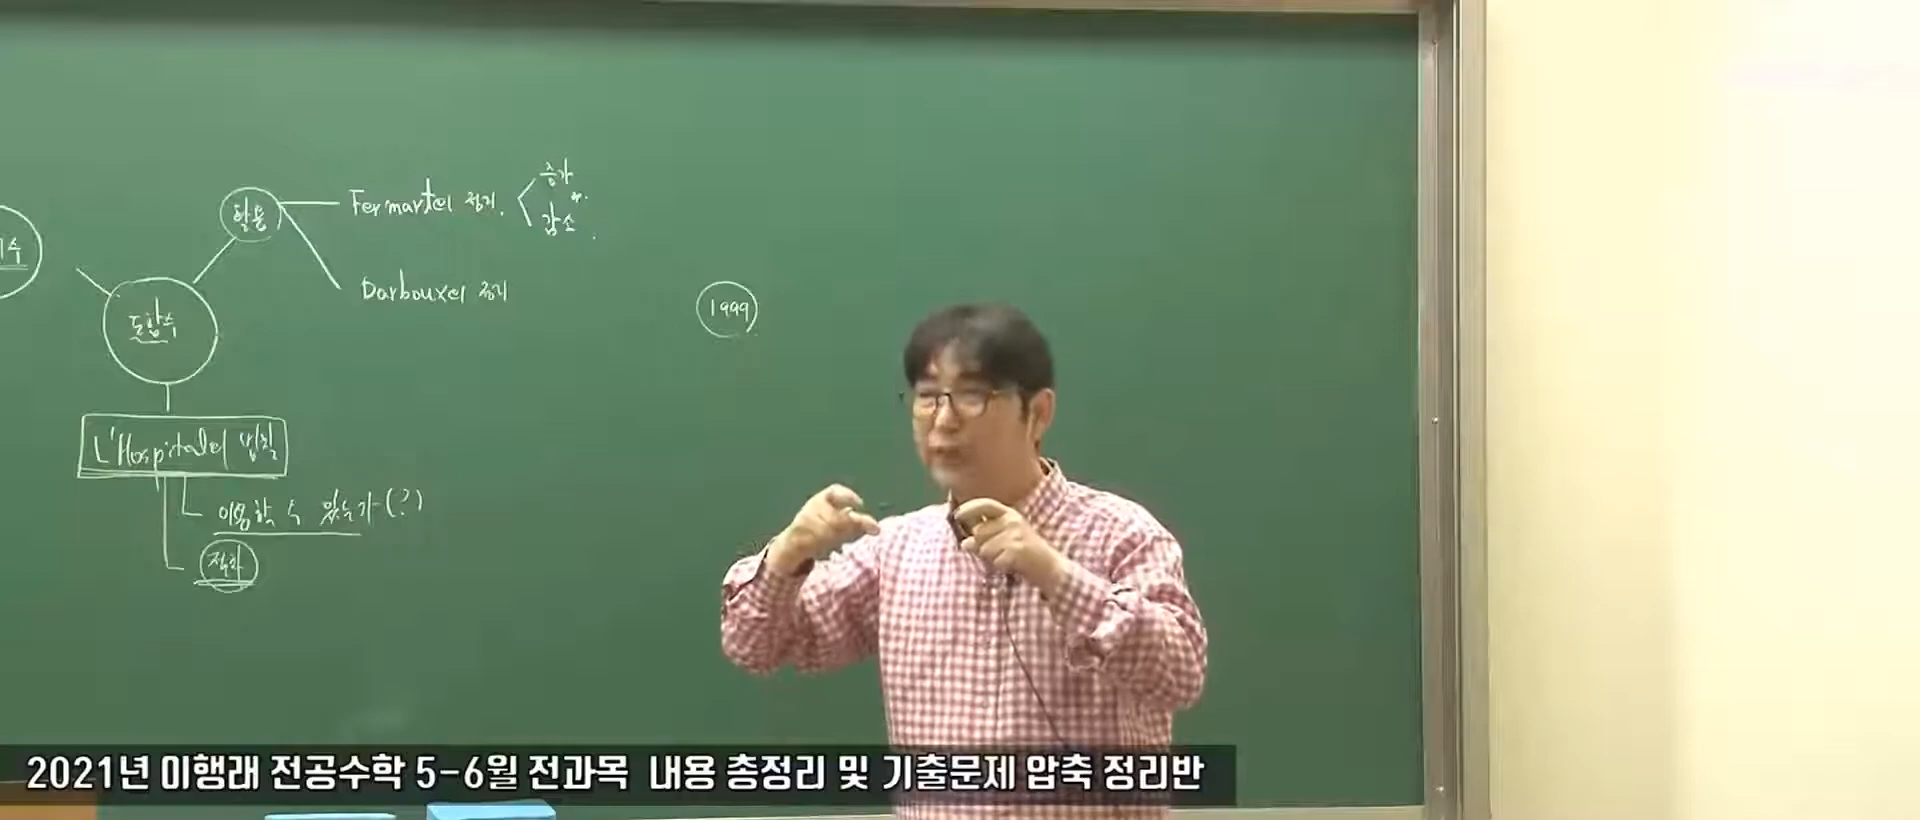 활용
Fermart의 정리.
증가
or.
감소.
Darboux의 정리
수
도함수
1999
L'Hospital의 법칙
이용할 수 있는가(?)
2021년 이행래 전공수학 5-6월 전과목 내용 총정리 및 기출문제 압축 정리반